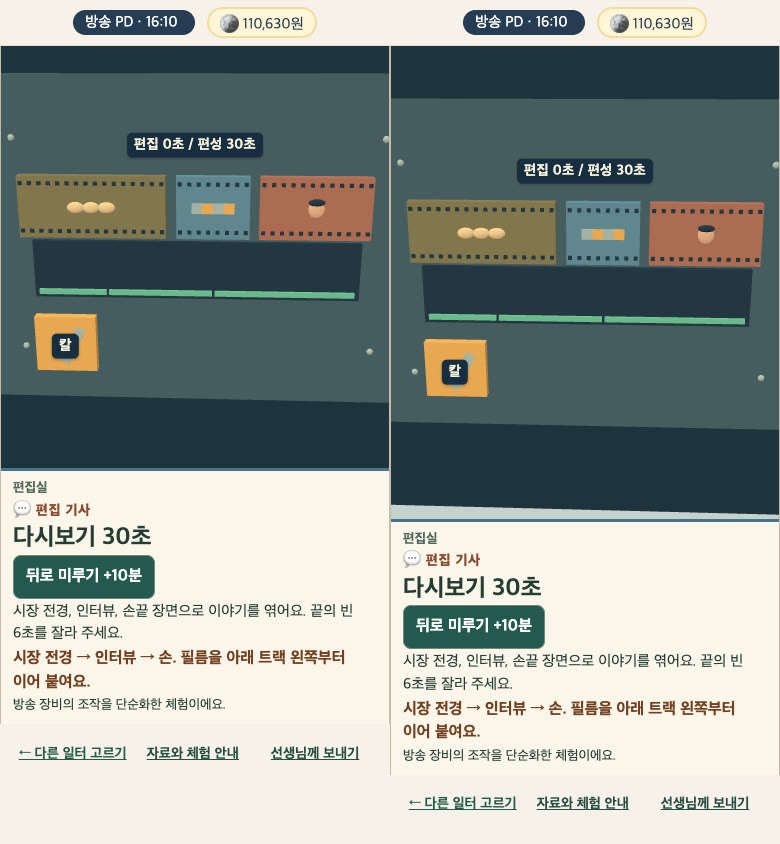 방송 PD · 16:10
110,630원
편집 0초 / 편성 30초
칼
편집실
편집 기사
다시보기 30초
뒤로 미루기 +10분
시장 전경, 인터뷰, 손끝 장면으로 이야기를 엮어요. 끝의 빈
6초를 잘라 주세요.
시장 전경 → 인터뷰 → 손. 필름을 아래 트랙 왼쪽부터
이어 붙여요.
방송 장비의 조작을 단순화한 체험이에요.
← 다른 일터 고르기 자료와 체험 안내 선생님께 보내기
방송 PD · 16:10
110,630원
편집 0초 / 편성 30초
칼
편집실
편집 기사
다시보기 30초
뒤로 미루기 +10분
시장 전경, 인터뷰, 손끝 장면으로 이야기를 엮어요. 끝의 빈
6초를 잘라 주세요.
시장 전경 → 인터뷰 → 손. 필름을 아래 트랙 왼쪽부터
이어 붙여요.
방송 장비의 조작을 단순화한 체험이에요.
← 다른 일터 고르기 자료와 체험 안내 선생님께 보내기